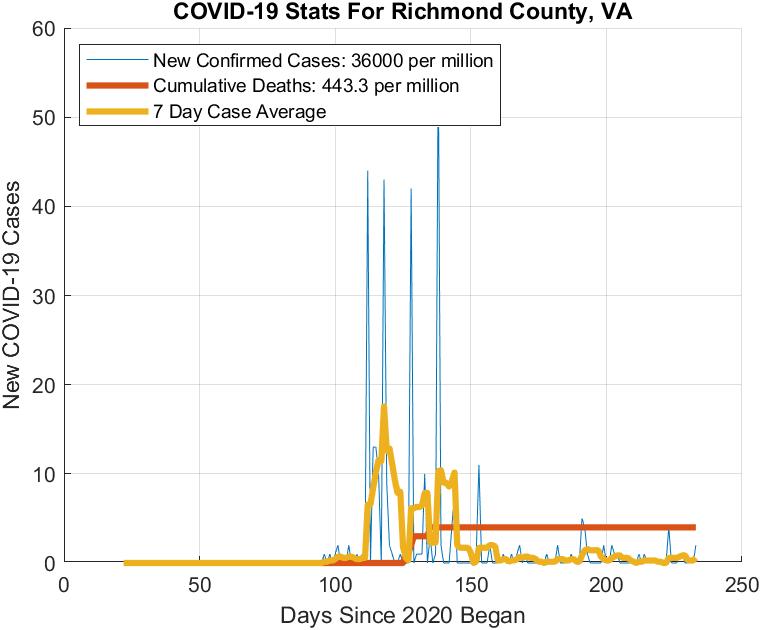 COVID-19 Stats For Richmond County, VA
New Confirmed Cases: 36000 per million
Cumulative Deaths: 443.3 per million
7 Day Case Average
New COVID-19 Cases
60
50
40
30
20
10
0
0 50 100 150 200 250
Days Since 2020 Began